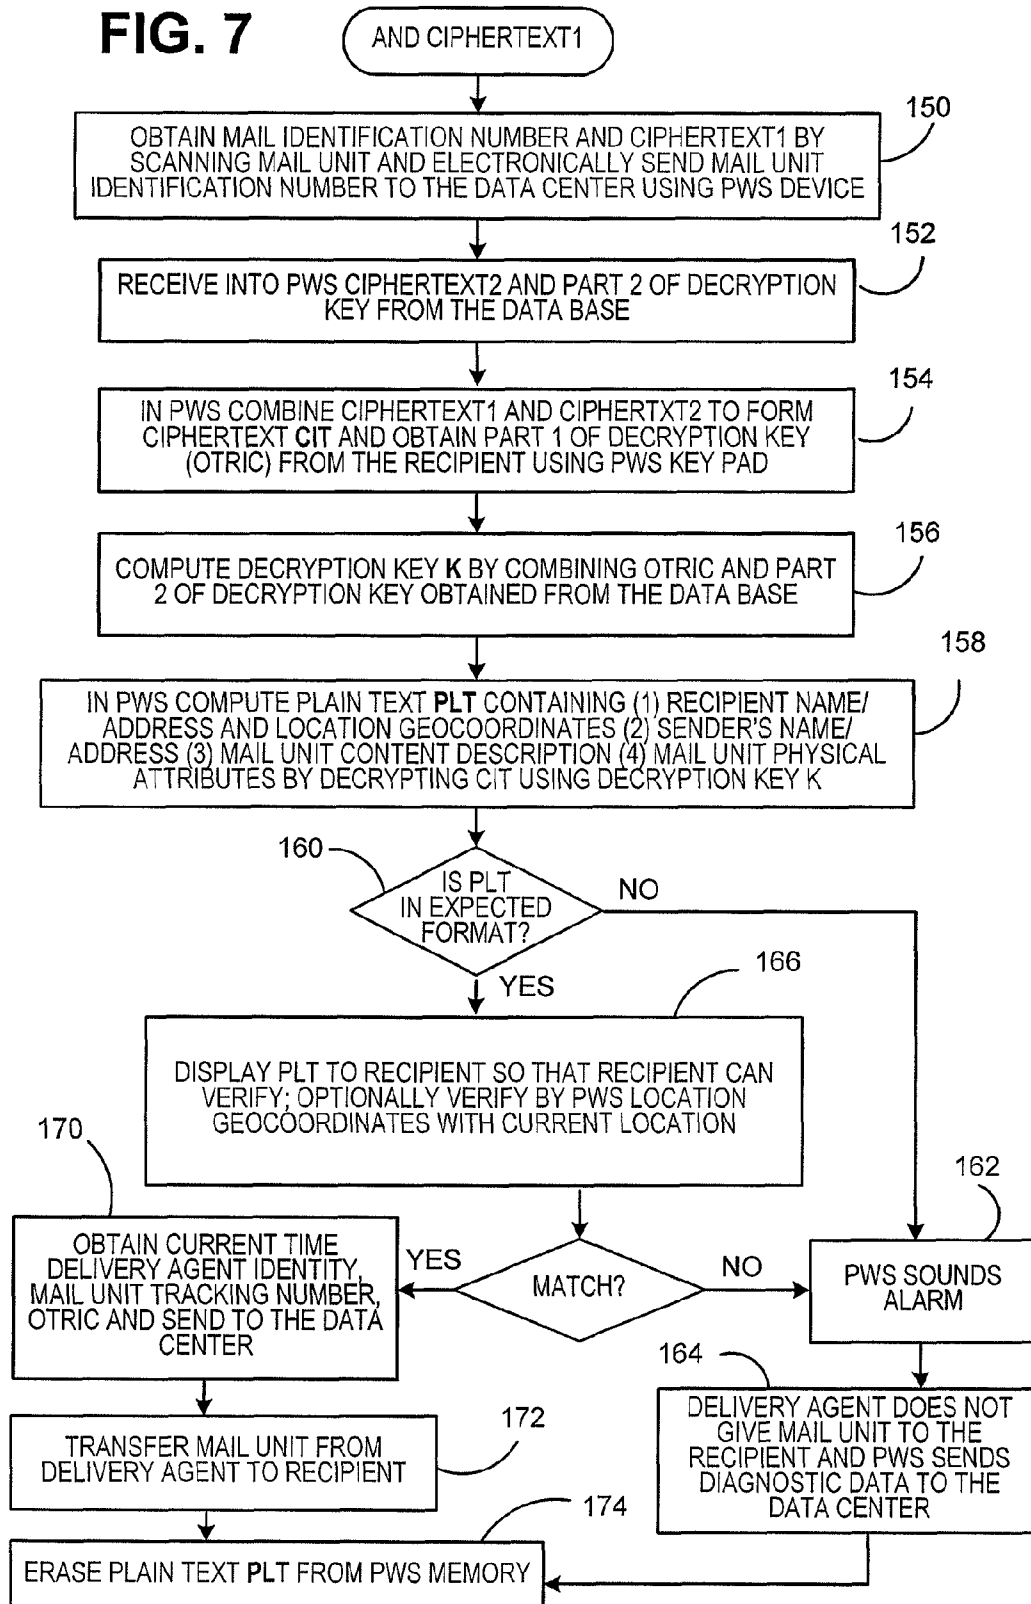 FIG. 7
AND CIPHERTEXT1
150
OBTAIN MAIL IDENTIFICATION NUMBER AND CIPHERTEXT1 BY
SCANNING MAIL UNIT AND ELECTRONICALLY SEND MAIL UNIT
IDENTIFICATION NUMBER TO THE DATA CENTER USING PWS DEVICE
152
RECEIVE INTO PWS CIPHERTEXT2 AND PART 2 OF DECRYPTION
KEY FROM THE DATA BASE
154
IN PWS COMBINE CIPHERTEXT1 AND CIPHERTXT2 TO FORM
CIPHERTEXT CIT AND OBTAIN PART 1 OF DECRYPTION KEY
(OTRIC) FROM THE RECIPIENT USING PWS KEY PAD
156
COMPUTE DECRYPTION KEY K BY COMBINING OTRIC AND PART
2 OF DECRYPTION KEY OBTAINED FROM THE DATA BASE
158
IN PWS COMPUTE PLAIN TEXT PLT CONTAINING (1) RECIPIENT NAME/
ADDRESS AND LOCATION GEOCOORDINATES (2) SENDER'S NAME/
ADDRESS (3) MAIL UNIT CONTENT DESCRIPTION (4) MAIL UNIT PHYSICAL
ATTRIBUTES BY DECRYPTING CIT USING DECRYPTION KEY K
160
IS PLT
IN EXPECTED
FORMAT?
NO
YES
166
DISPLAY PLT TO RECIPIENT SO THAT RECIPIENT CAN
VERIFY; OPTIONALLY VERIFY BY PWS LOCATION
GEOCOORDINATES WITH CURRENT LOCATION
170
OBTAIN CURRENT TIME
DELIVERY AGENT IDENTITY,
MAIL UNIT TRACKING NUMBER,
OTRIC AND SEND TO THE DATA
CENTER
YES
MATCH?
NO
162
PWS SOUNDS
ALARM
164
DELIVERY AGENT DOES NOT
GIVE MAIL UNIT TO THE
RECIPIENT AND PWS SENDS
DIAGNOSTIC DATA TO THE
DATA CENTER
172
TRANSFER MAIL UNIT FROM
DELIVERY AGENT TO RECIPIENT
174
ERASE PLAIN TEXT PLT FROM PWS MEMORY